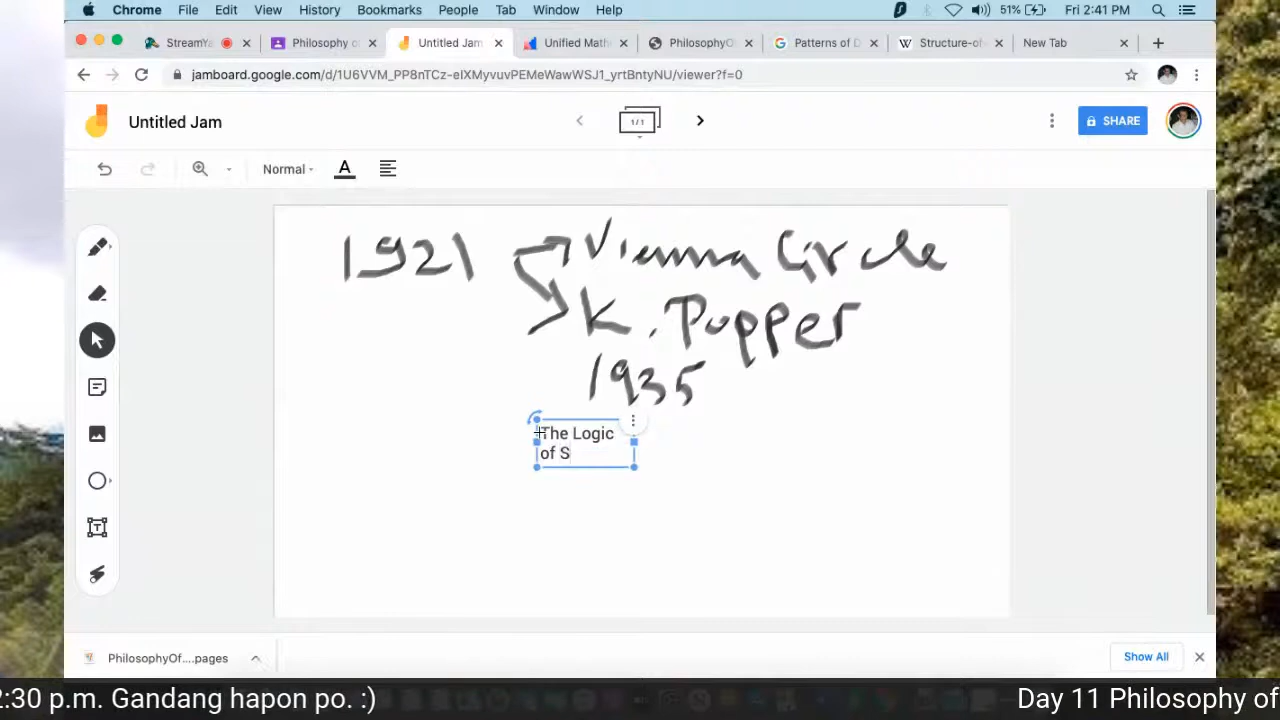 Chrome File Edit View History Bookmarks People Tab Window Help 51% Fri 2:41 PM
StreamYa Philosophy of Untitled Jam Unified Math PhilosophyO Patterns of D Structure-of- New Tab
jamboard.google.com/d/1U6VVM_PP8nTCz-elXMyvuvPEMeWawWSJ1_yrtBntyNU/viewer?f=0
Untitled Jam 1/1 SHARE
Normal A
1921 Vienna Circle
K. Popper
1935
The Logic
of S
PhilosophyOf....pages Show All
2:30 p.m. Gandang hapon po. :) Day 11 Philosophy of